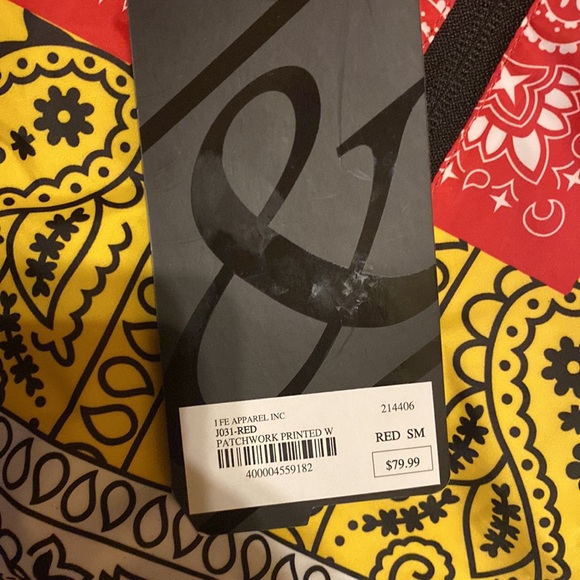 I FE APPAREL INC 214406
J031-RED
PATCHWORK PRINTED W RED SM
400004559182 $79.99